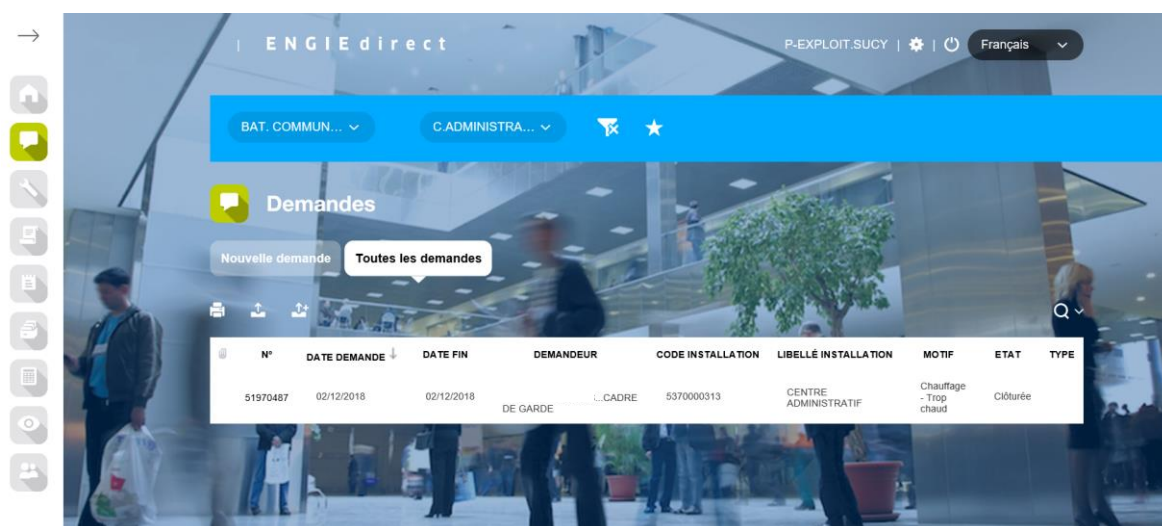 ENGIEdirect
P-EXPLOIT.SUCY | Français
BAT. COMMUN... C.ADMINISTRA...
Demandes
Nouvelle demande Toutes les demandes
N° DATE DEMANDE DATE FIN DEMANDEUR CODE INSTALLATION LIBELLÉ INSTALLATION MOTIF ETAT TYPE
51970487 02/12/2018 02/12/2018 ...CADRE DE GARDE 5370000313 CENTRE ADMINISTRATIF Chauffage - Trop chaud Clôturée